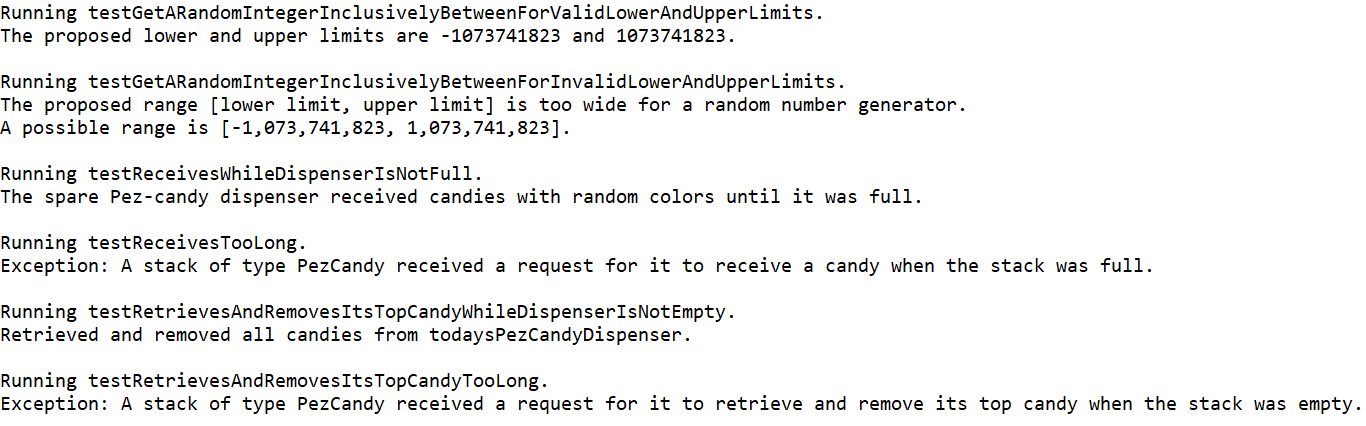 Running testGetARandomIntegerInclusivelyBetweenForValidLowerAndUpperLimits.
The proposed lower and upper limits are -1073741823 and 1073741823.
Running testGetARandomIntegerInclusivelyBetweenForInvalidLowerAndUpperLimits.
The proposed range [lower limit, upper limit] is too wide for a random number generator.
A possible range is [-1,073,741,823, 1,073,741,823].
Running testReceivesWhileDispenserIsNotFull.
The spare Pez-candy dispenser received candies with random colors until it was full.
Running testReceivesTooLong.
Exception: A stack of type PezCandy received a request for it to receive a candy when the stack was full.
Running testRetrievesAndRemovesItsTopCandyWhileDispenserIsNotEmpty.
Retrieved and removed all candies from todaysPezCandyDispenser.
Running testRetrievesAndRemovesItsTopCandyTooLong.
Exception: A stack of type PezCandy received a request for it to retrieve and remove its top candy when the stack was empty.